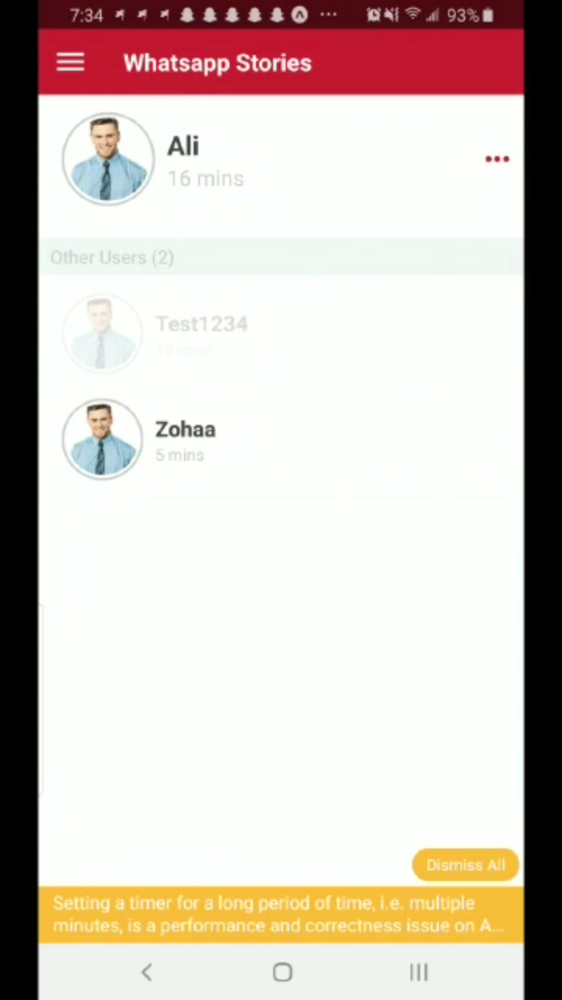 7:34 ... 93%
Whatsapp Stories
Ali
16 mins
Other Users (2)
Test1234
13 mins
Zohaa
5 mins
Dismiss All
Setting a timer for a long period of time, i.e. multiple
minutes, is a performance and correctness issue on A...